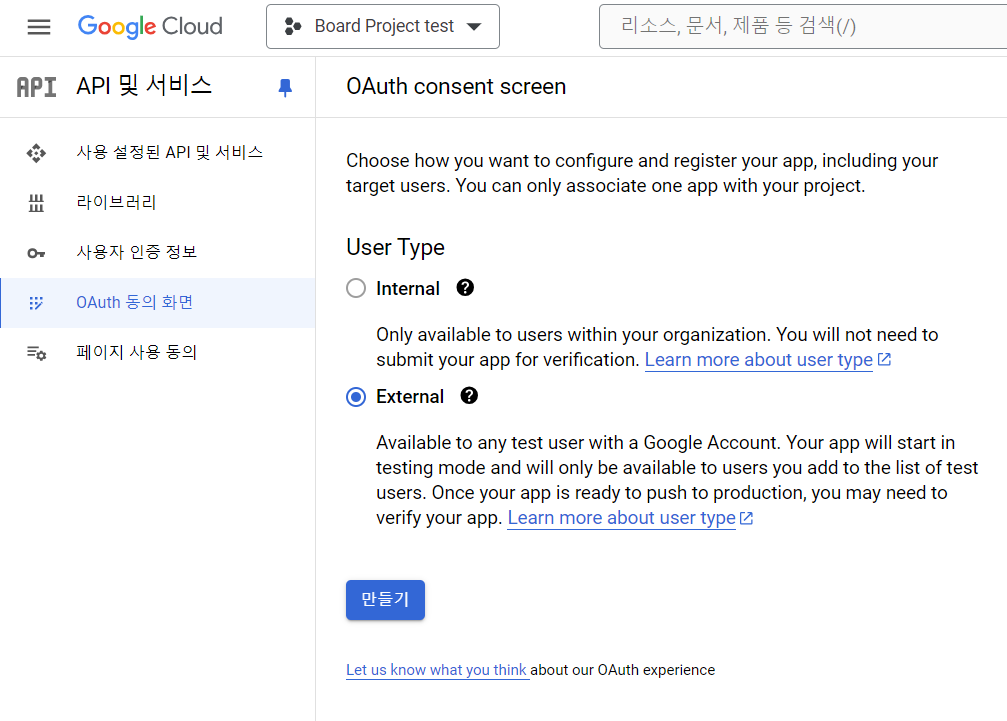 Google Cloud
Board Project test
리소스, 문서, 제품 등 검색(/)
API
API 및 서비스
OAuth consent screen
사용 설정된 API 및 서비스
라이브러리
사용자 인증 정보
OAuth 동의 화면
페이지 사용 동의
Choose how you want to configure and register your app, including your
target users. You can only associate one app with your project.
User Type
Internal
Only available to users within your organization. You will not need to
submit your app for verification. Learn more about user type
External
Available to any test user with a Google Account. Your app will start in
testing mode and will only be available to users you add to the list of test
users. Once your app is ready to push to production, you may need to
verify your app. Learn more about user type
만들기
Let us know what you think about our OAuth experience